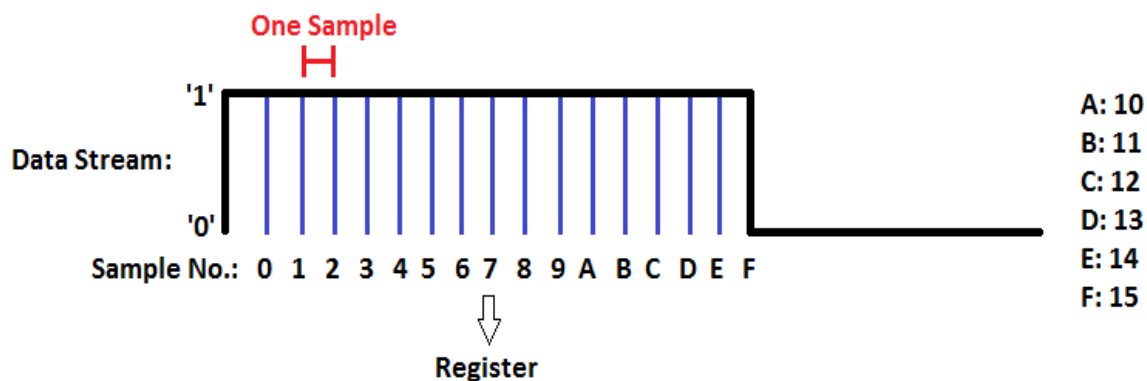 One Sample
'1'
Data Stream:
'0'
Sample No.: 0 1 2 3 4 5 6 7 8 9 A B C D E F
Register
A: 10
B: 11
C: 12
D: 13
E: 14
F: 15